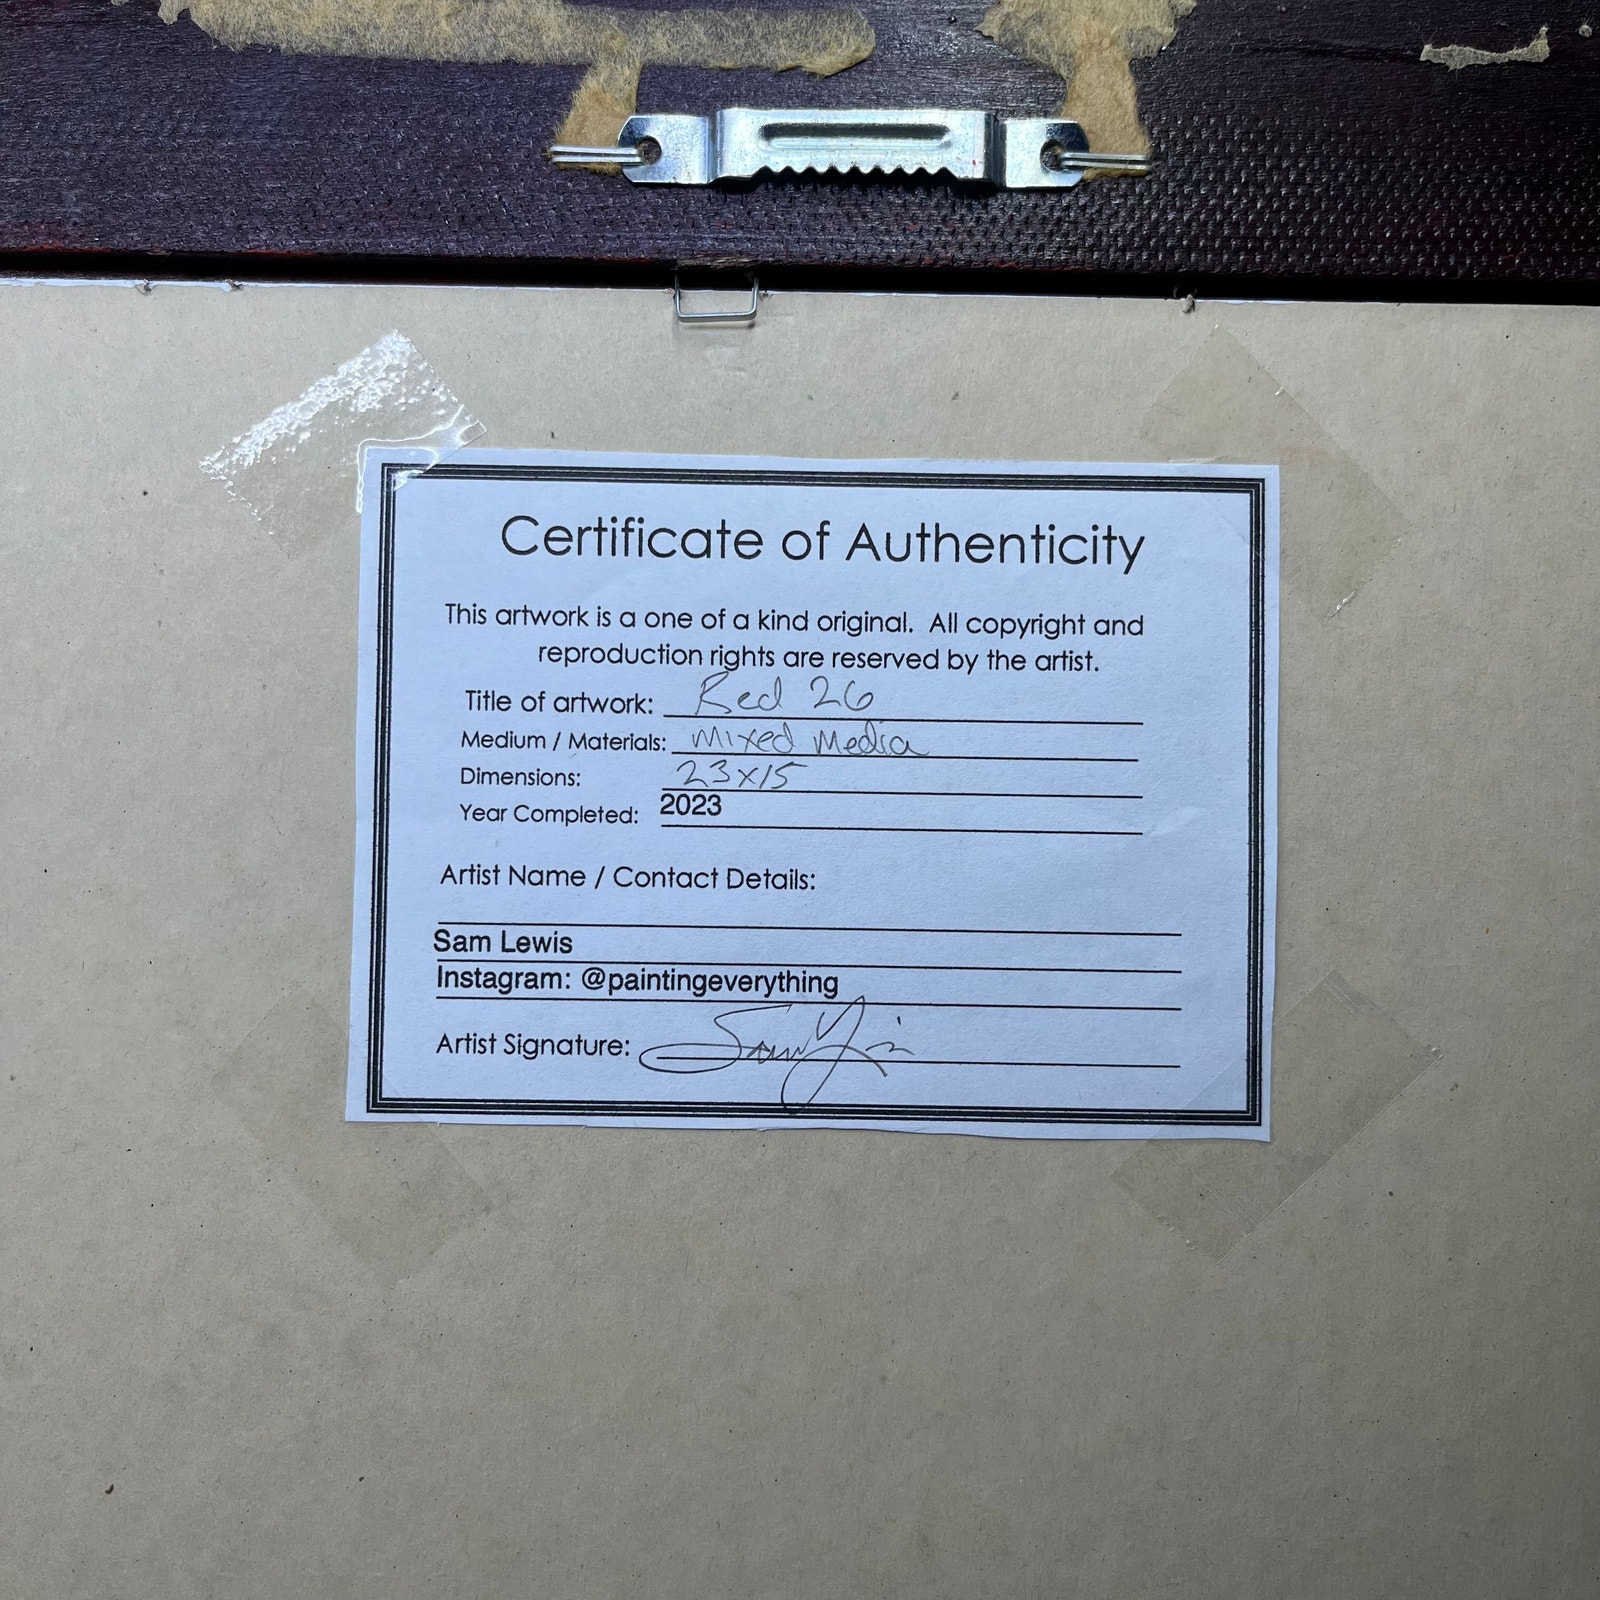 Certificate of Authenticity
This artwork is a one of a kind original. All copyright and
reproduction rights are reserved by the artist.
Title of artwork: Red 26
Medium / Materials: Mixed Media
Dimensions: 23x15
Year Completed: 2023
Artist Name / Contact Details:
Sam Lewis
Instagram: @paintingeverything
Artist Signature: